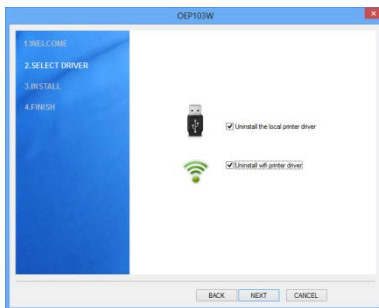 OEP103W
1.WELCOME
2.SELECT DRIVER
3.INSTALL
4.FINISH
Uninstall the local printer driver
Uninstall wifi printer driver
BACK
NEXT
CANCEL